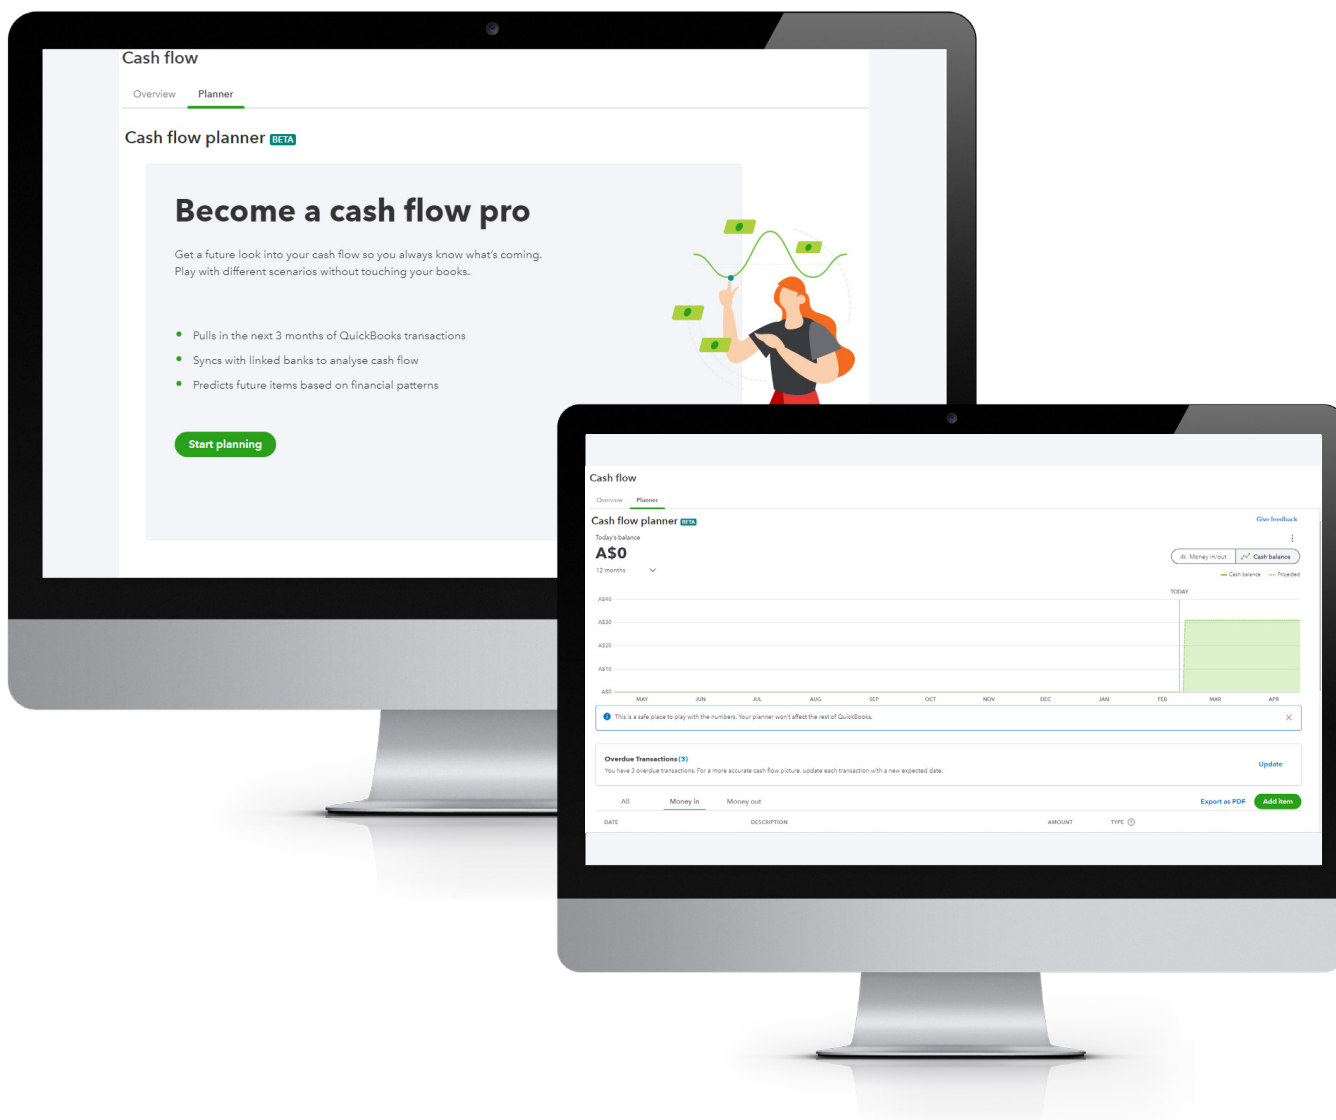 Cash flow
Overview Planner
Cash flow planner BETA
Become a cash flow pro
Get a future look into your cash flow so you always know what's coming.
Play with different scenarios without touching your books.
Pulls in the next 3 months of QuickBooks transactions
Syncs with linked banks to analyse cash flow
Predicts future items based on financial patterns
Start planning
Cash flow
Overview Planner
Cash flow planner BETA
Give feedback
Today's balance
A$0
Money in/out Cash balance
12 months
Cash balance Projected
TODAY
A$40
A$30
A$20
A$10
A$0
MAY JUN JUL AUG SEP OCT NOV DEC JAN FEB MAR APR
This is a safe place to play with the numbers. Your planner won't affect the rest of QuickBooks.
Overdue Transactions (3)
You have 3 overdue transactions. For a more accurate cash flow picture, update each transaction with a new expected date.
Update
All Money in Money out
Export as PDF Add item
DATE DESCRIPTION AMOUNT TYPE